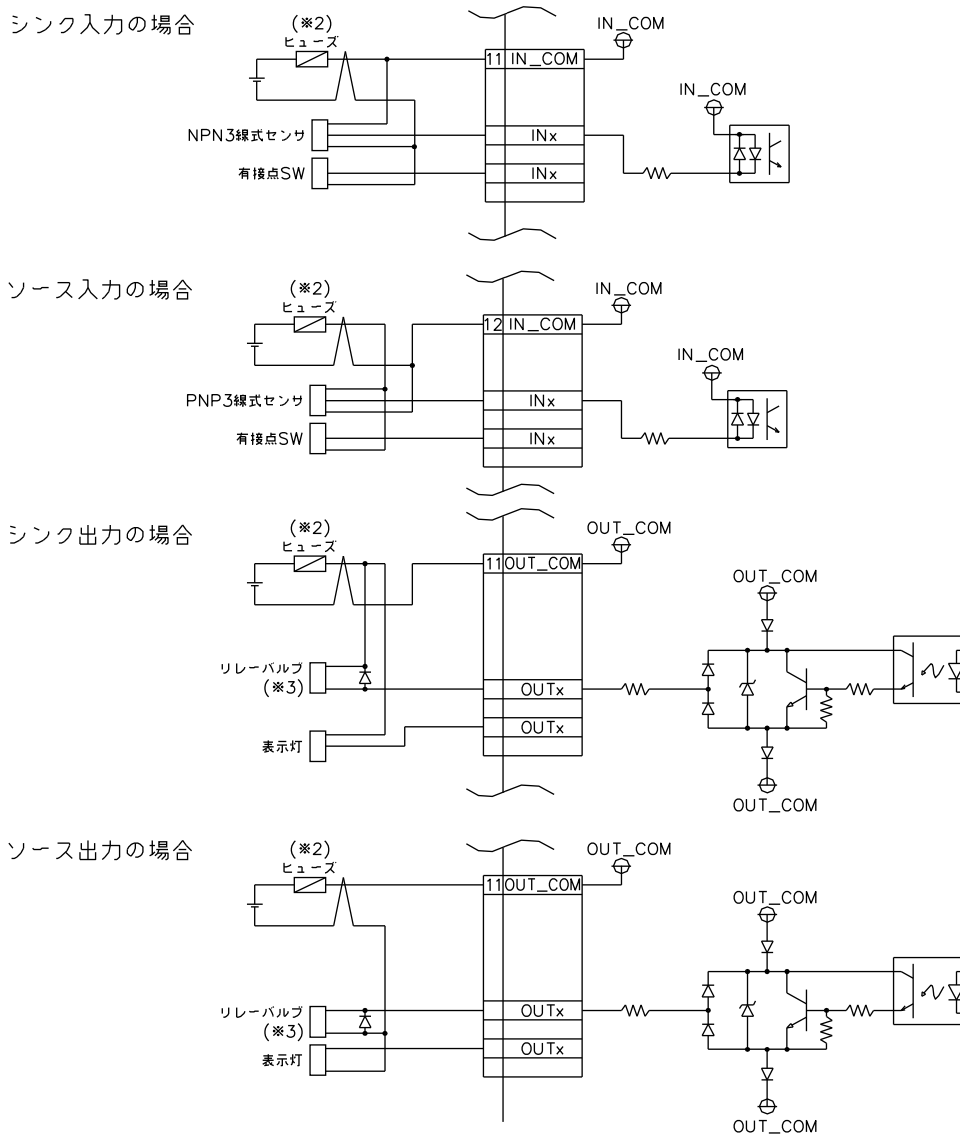 シンク入力の場合
(※2)
ヒューズ
IN_COM
11 IN_COM
IN_COM
NPN3線式センサ
INx
有接点SW
INx
ソース入力の場合
(※2)
ヒューズ
IN_COM
12 IN_COM
IN_COM
PNP3線式センサ
INx
有接点SW
INx
シンク出力の場合
(※2)
ヒューズ
OUT_COM
11 OUT_COM
OUT_COM
リレーバルブ
(※3)
OUTx
表示灯
OUTx
OUT_COM
ソース出力の場合
(※2)
ヒューズ
OUT_COM
11 OUT_COM
OUT_COM
リレーバルブ
(※3)
OUTx
表示灯
OUTx
OUT_COM